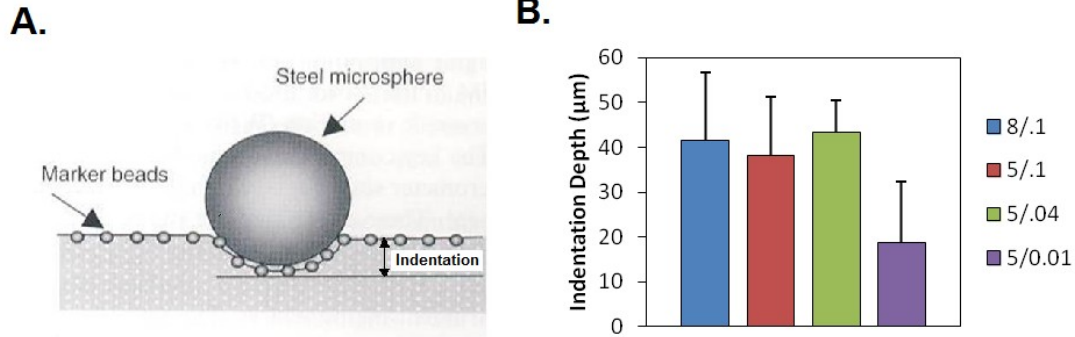 A.
Steel microsphere
Marker beads
Indentation
B.
Indentation Depth (µm)
60
50
40
30
20
10
0
8/.1
5/.1
5/.04
5/0.01